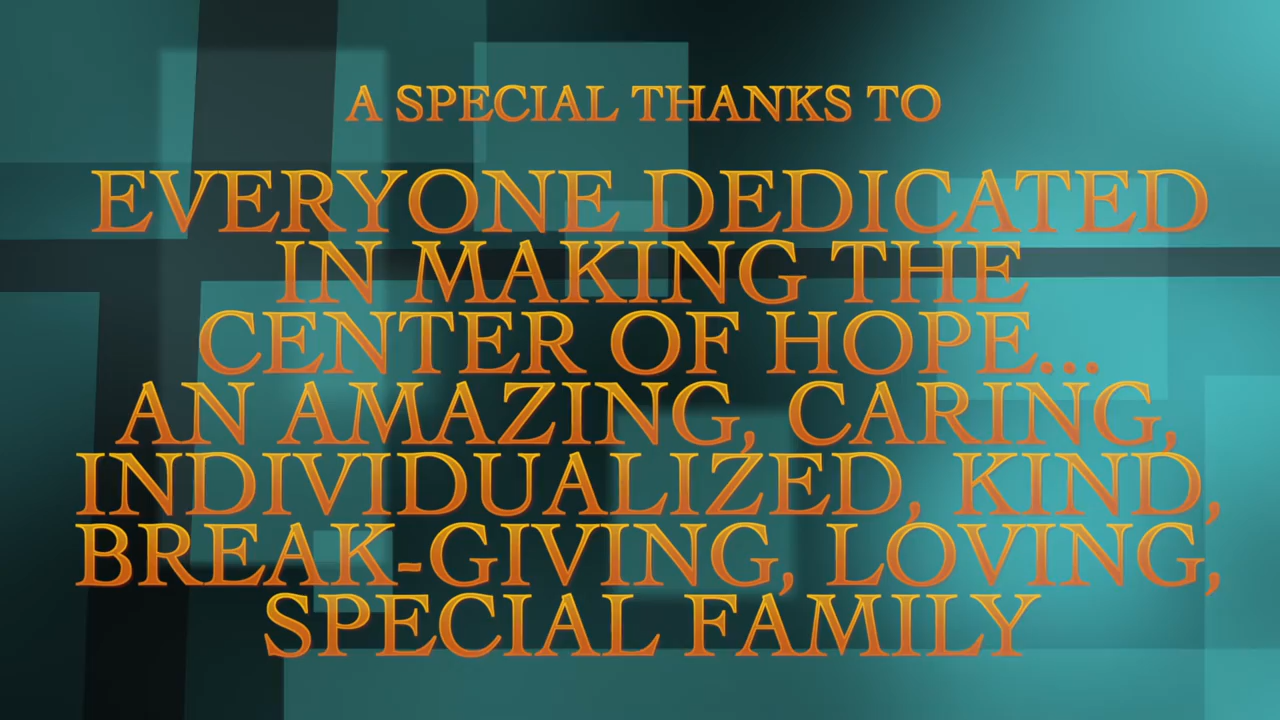 A SPECIAL THANKS TO
EVERYONE DEDICATED
IN MAKING THE
CENTER OF HOPE...
AN AMAZING, CARING,
INDIVIDUALIZED, KIND,
BREAK-GIVING, LOVING,
SPECIAL FAMILY